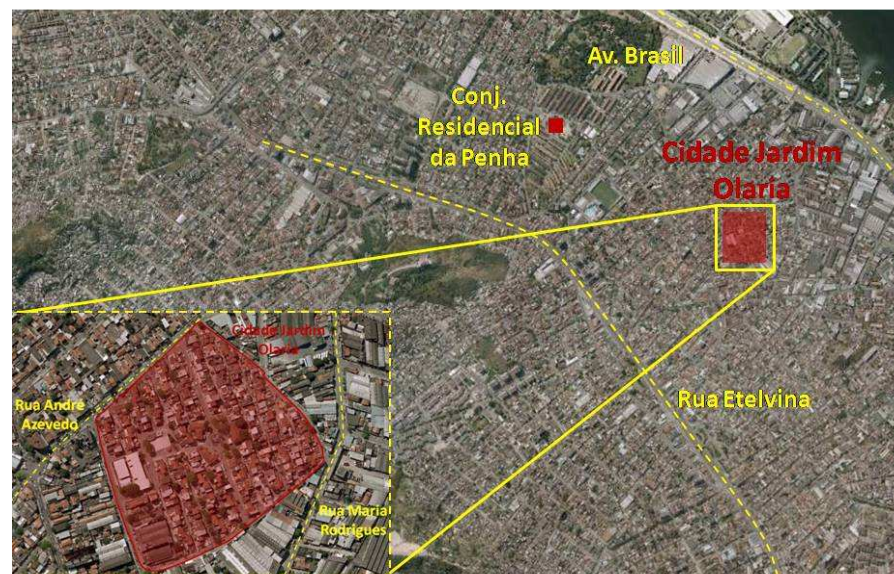 Av. Brasil
Conj.
Residencial
da Penha
Cidade Jardim
Olaria
Rua Etelvina
Cidade Jardim
Olaria
Rua André
Azevedo
Rua Maria
Rodrigues